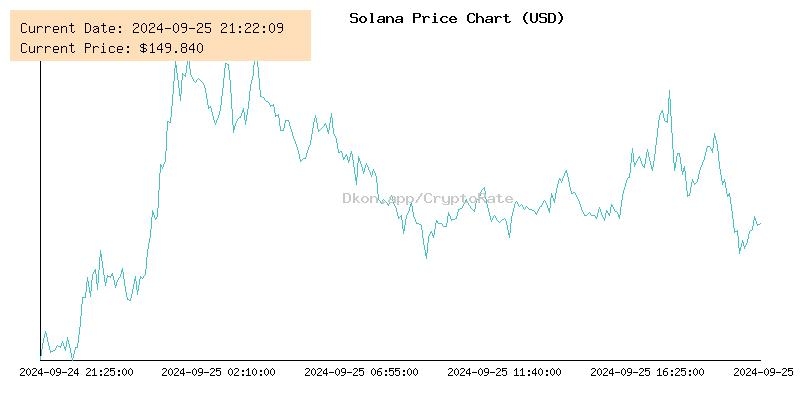 Solana Price Chart (USD)
Current Date: 2024-09-25 21:22:09
Current Price: $149.840
Dkon.app/CryptoRate
2024-09-24 21:25:00 2024-09-25 02:10:00 2024-09-25 06:55:00 2024-09-25 11:40:00 2024-09-25 16:25:00 2024-09-25